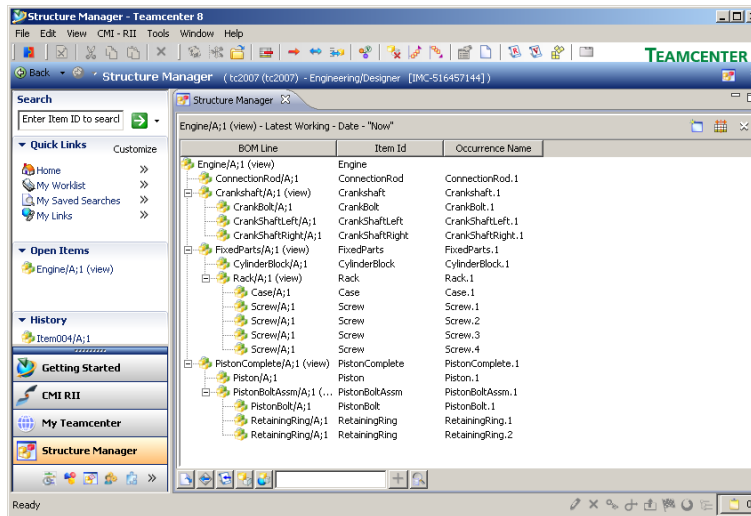 Structure Manager - Teamcenter 8
File Edit View CMI - RII Tools Window Help
TEAMCENTER
Back Structure Manager ( tc2007 (tc2007) - Engineering/Designer [IMC-516457144] )
Search
Enter Item ID to search
Quick Links Customize
Home
My Worklist
My Saved Searches
My Links
Open Items
Engine/A;1 (view)
History
Item004/A;1
Getting Started
CMI RII
My Teamcenter
Structure Manager
Structure Manager
Engine/A;1 (view) - Latest Working - Date - "Now"
BOM Line Item Id Occurrence Name
Engine/A;1 (view) Engine
ConnectionRod/A;1 ConnectionRod ConnectionRod.1
Crankshaft/A;1 (view) Crankshaft Crankshaft.1
CrankBolt/A;1 CrankBolt CrankBolt.1
CrankShaftLeft/A;1 CrankShaftLeft CrankShaftLeft.1
CrankShaftRight/A;1 CrankShaftRight CrankShaftRight.1
FixedParts/A;1 (view) FixedParts FixedParts.1
CylinderBlock/A;1 CylinderBlock CylinderBlock.1
Rack/A;1 (view) Rack Rack.1
Case/A;1 Case Case.1
Screw/A;1 Screw Screw.1
Screw/A;1 Screw Screw.2
Screw/A;1 Screw Screw.3
Screw/A;1 Screw Screw.4
PistonComplete/A;1 (view) PistonComplete PistonComplete.1
Piston/A;1 Piston Piston.1
PistonBoltAssm/A;1 (... PistonBoltAssm PistonBoltAssm.1
PistonBolt/A;1 PistonBolt PistonBolt.1
RetainingRing/A;1 RetainingRing RetainingRing.1
RetainingRing/A;1 RetainingRing RetainingRing.2
Ready